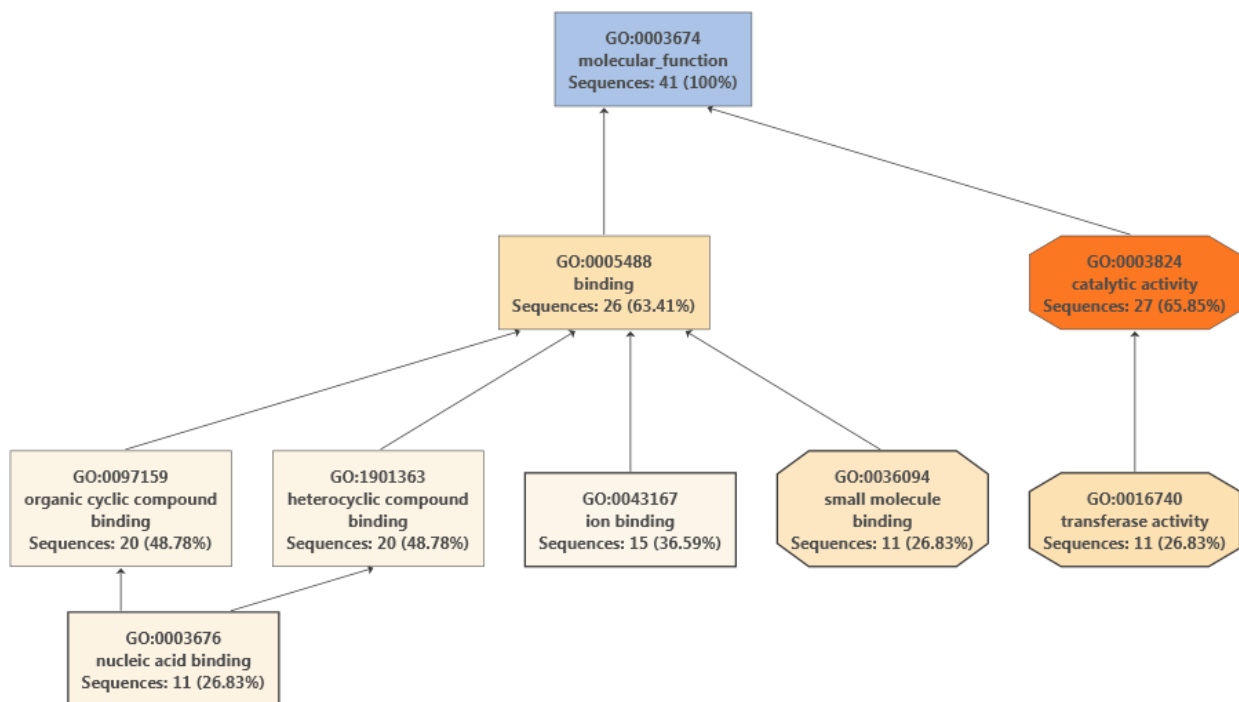 GO:0003674
molecular_function
Sequences: 41 (100%)
GO:0005488
binding
Sequences: 26 (63.41%)
GO:0003824
catalytic activity
Sequences: 27 (65.85%)
GO:0097159
organic cyclic compound
binding
Sequences: 20 (48.78%)
GO:1901363
heterocyclic compound
binding
Sequences: 20 (48.78%)
GO:0043167
ion binding
Sequences: 15 (36.59%)
GO:0036094
small molecule
binding
Sequences: 11 (26.83%)
GO:0016740
transferase activity
Sequences: 11 (26.83%)
GO:0003676
nucleic acid binding
Sequences: 11 (26.83%)